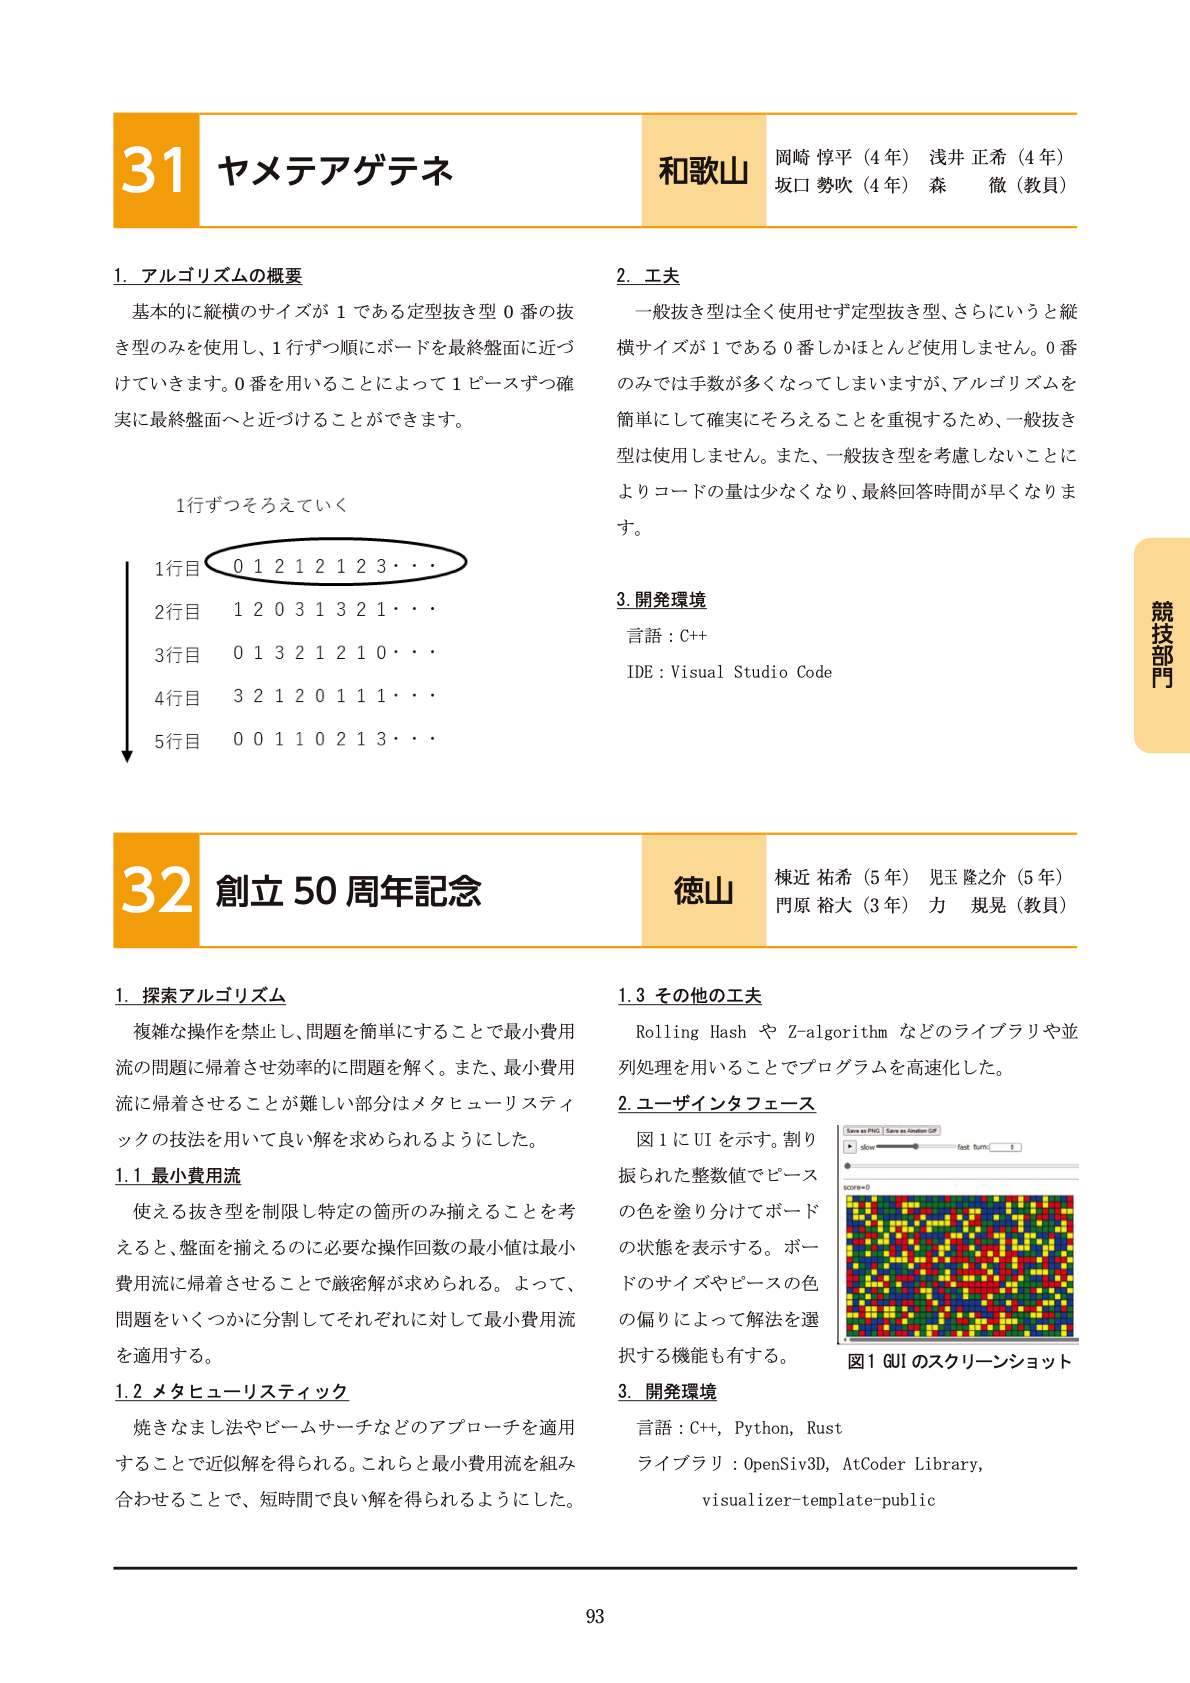 31 ヤメテアゲテネ 和歌山
岡崎 惇平（4年） 浅井 正希（4年）
坂口 勢吹（4年） 森　　徹（教員）
1. アルゴリズムの概要
基本的に縦横のサイズが 1 である定型抜き型 0 番の抜
き型のみを使用し、1行ずつ順にボードを最終盤面に近づ
けていきます。0番を用いることによって1ピースずつ確
実に最終盤面へと近づけることができます。
1行ずつそろえていく
1行目 0 1 2 1 2 1 2 3・・・
2行目 1 2 0 3 1 3 2 1・・・
3行目 0 1 3 2 1 2 1 0・・・
4行目 3 2 1 2 0 1 1 1・・・
5行目 0 0 1 1 0 2 1 3・・・
2. 工夫
一般抜き型は全く使用せず定型抜き型、さらにいうと縦
横サイズが1である0番しかほとんど使用しません。0番
のみでは手数が多くなってしまいますが、アルゴリズムを
簡単にして確実にそろえることを重視するため、一般抜き
型は使用しません。また、一般抜き型を考慮しないことに
よりコードの量は少なくなり、最終回答時間が早くなりま
す。
3.開発環境
言語：C++
IDE：Visual Studio Code
競技部門
32 創立 50 周年記念 徳山
棟近 祐希（5年） 児玉 隆之介（5年）
門原 裕大（3年） 力　規晃（教員）
1. 探索アルゴリズム
複雑な操作を禁止し、問題を簡単にすることで最小費用
流の問題に帰着させ効率的に問題を解く。また、最小費用
流に帰着させることが難しい部分はメタヒューリスティ
ックの技法を用いて良い解を求められるようにした。
1.1 最小費用流
使える抜き型を制限し特定の箇所のみ揃えることを考
えると、盤面を揃えるのに必要な操作回数の最小値は最小
費用流に帰着させることで厳密解が求められる。よって、
問題をいくつかに分割してそれぞれに対して最小費用流
を適用する。
1.2 メタヒューリスティック
焼きなまし法やビームサーチなどのアプローチを適用
することで近似解を得られる。これらと最小費用流を組み
合わせることで、短時間で良い解を得られるようにした。
1.3 その他の工夫
Rolling Hash や Z-algorithm などのライブラリや並
列処理を用いることでプログラムを高速化した。
2.ユーザインタフェース
図1にUIを示す。割り
振られた整数値でピース
の色を塗り分けてボード
の状態を表示する。ボー
ドのサイズやピースの色
の偏りによって解法を選
択する機能も有する。
Save as PNG Save as Animation GIF
slow fast turn: 0
score=0
図1 GUIのスクリーンショット
3. 開発環境
言語：C++, Python, Rust
ライブラリ：OpenSiv3D, AtCoder Library,
visualizer-template-public
93